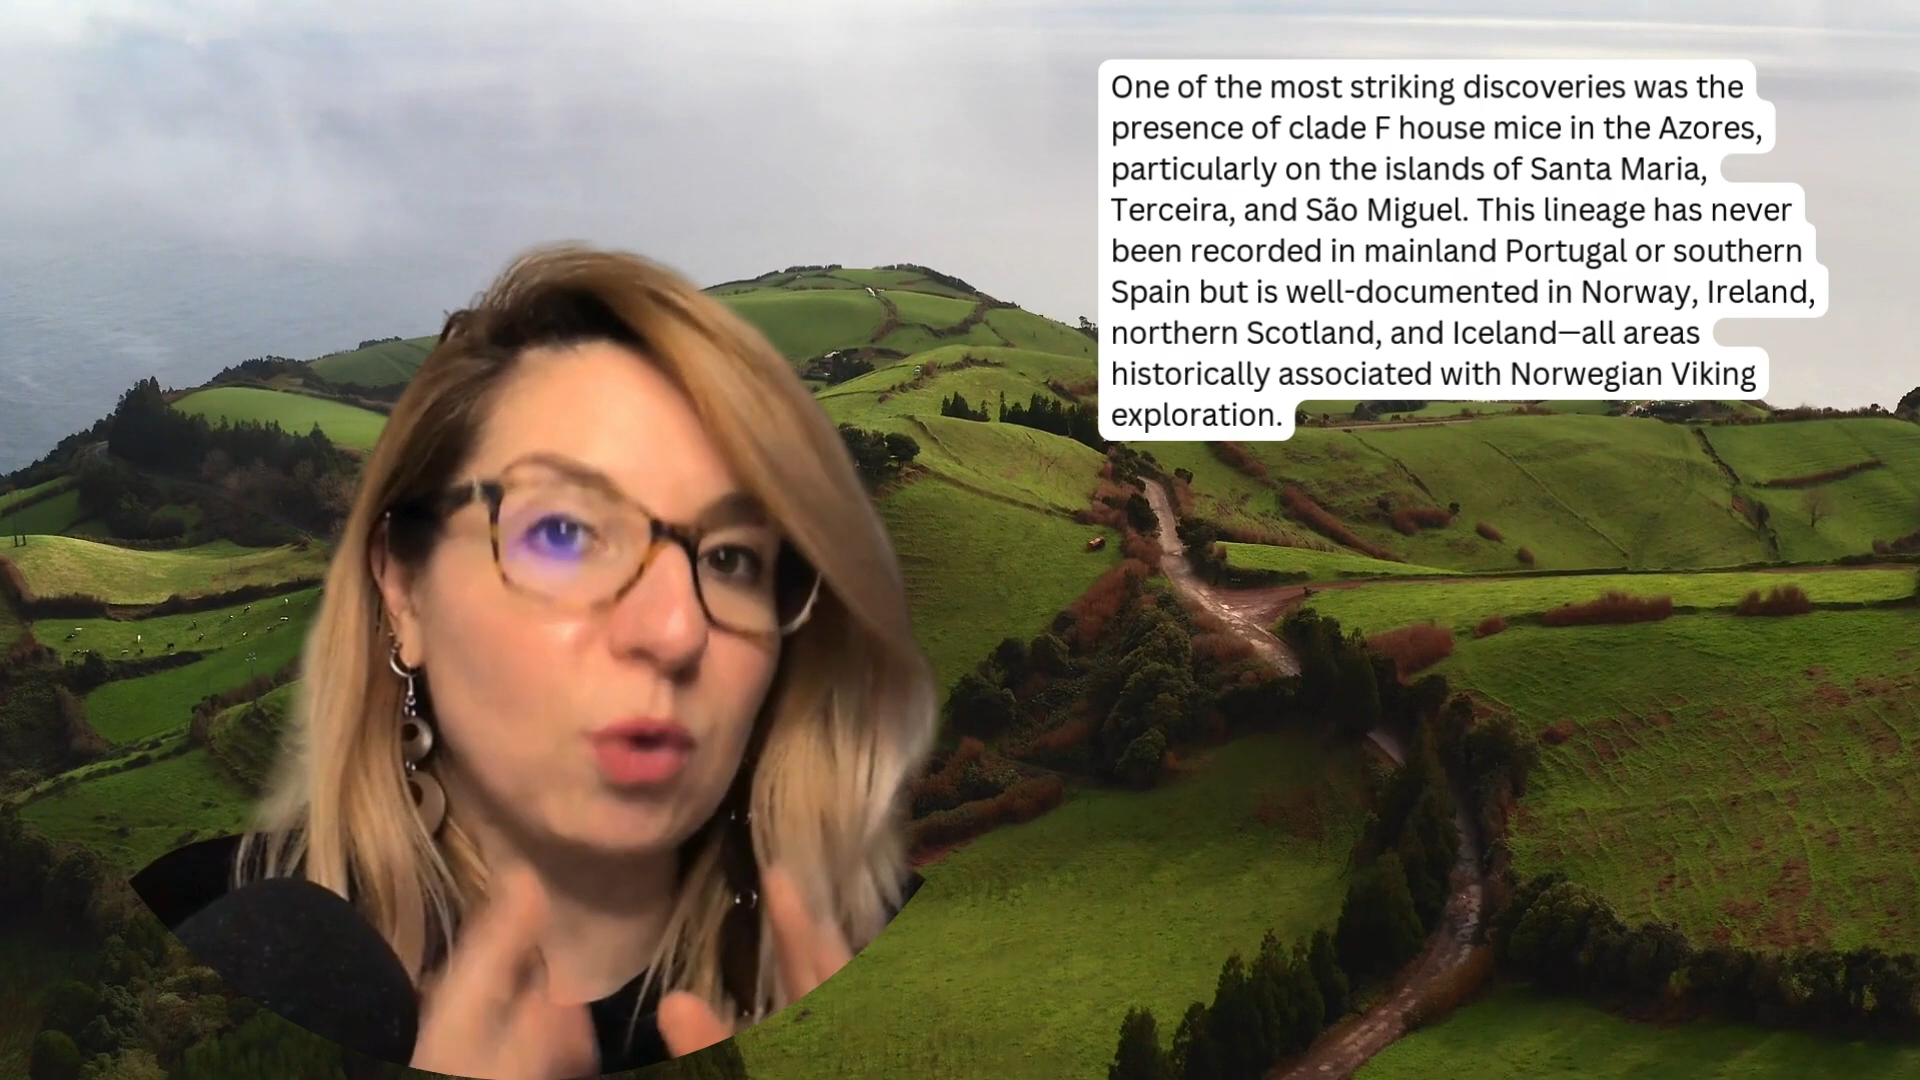 One of the most striking discoveries was the
presence of clade F house mice in the Azores,
particularly on the islands of Santa Maria,
Terceira, and São Miguel. This lineage has never
been recorded in mainland Portugal or southern
Spain but is well-documented in Norway, Ireland,
northern Scotland, and Iceland—all areas
historically associated with Norwegian Viking
exploration.